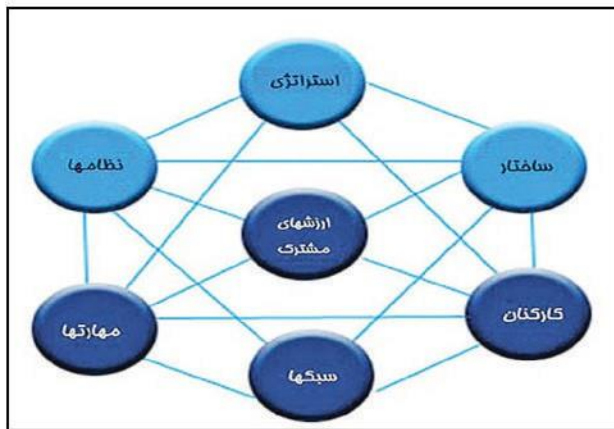 استراتژی
ساختار
نظامها
ارزشهای
مشترک
کارکنان
مهارتها
سبکها